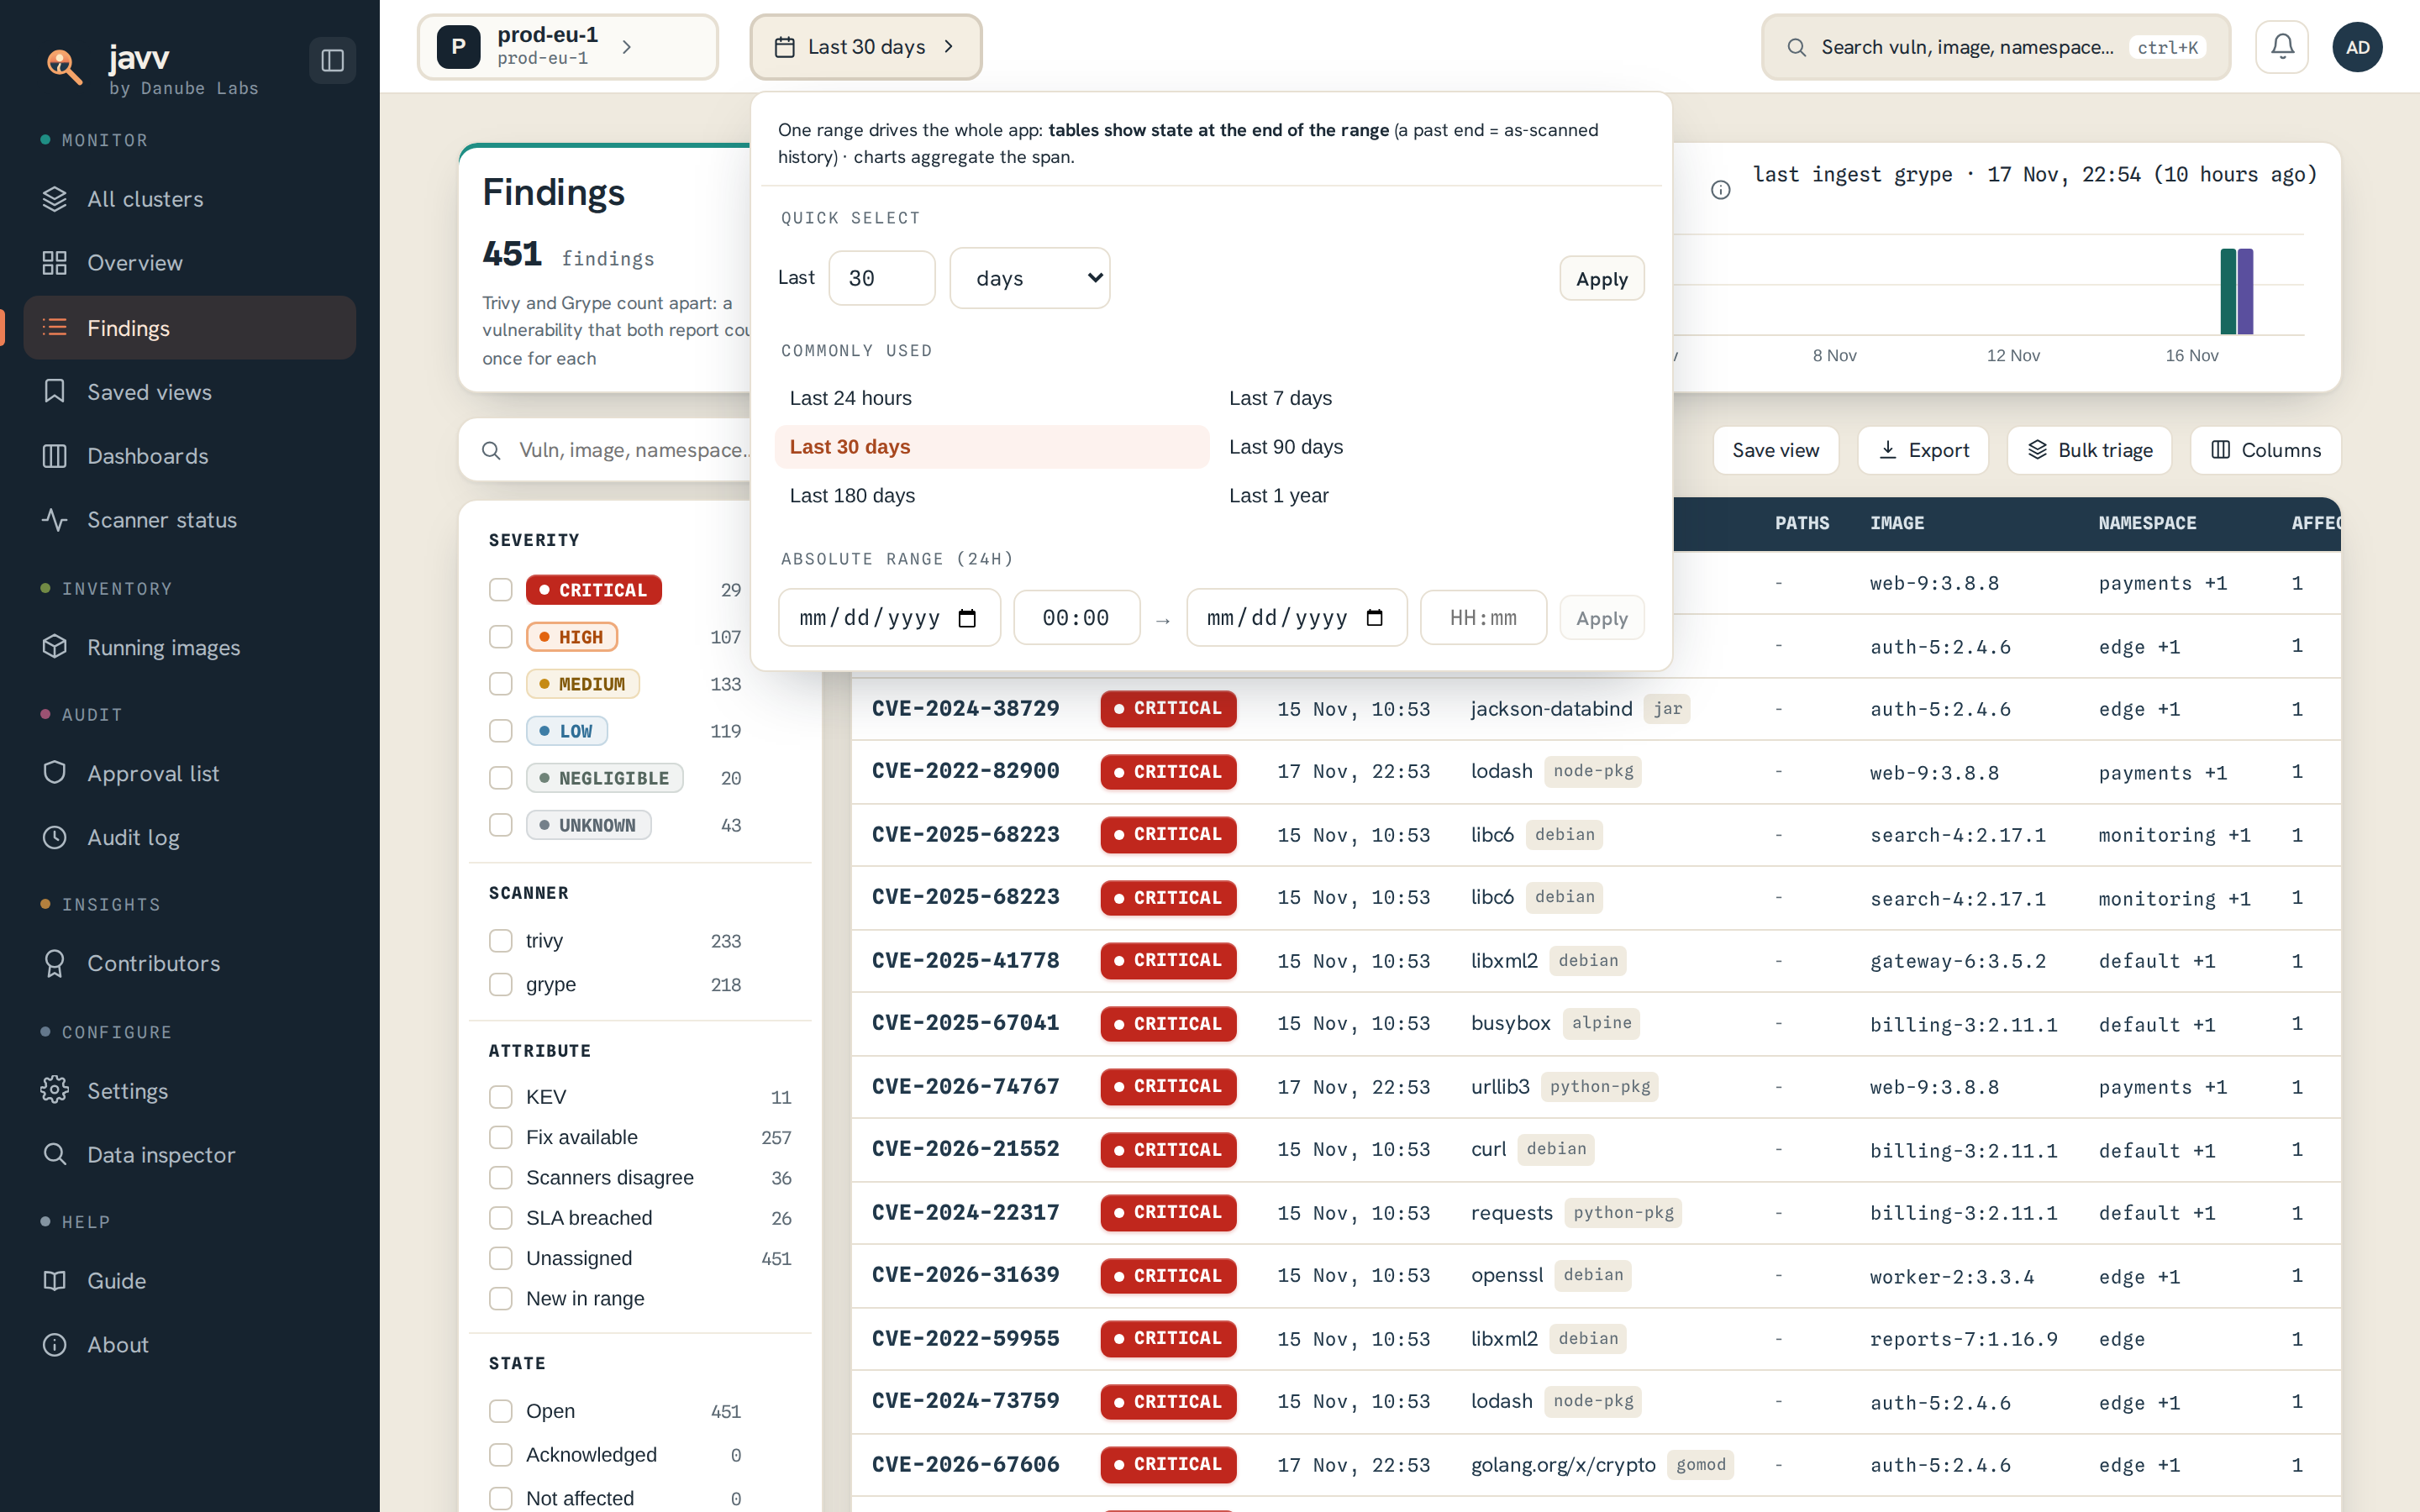 javv
by Danube Labs
MONITOR
All clusters
Overview
Findings
Saved views
Dashboards
Scanner status
INVENTORY
Running images
AUDIT
Approval list
Audit log
INSIGHTS
Contributors
CONFIGURE
Settings
Data inspector
HELP
Guide
About
P
prod-eu-1
prod-eu-1
Last 30 days
Search vuln, image, namespace...
ctrl+K
AD
Findings
451 findings
Trivy and Grype count apart: a
vulnerability that both report
once for each
last ingest grype · 17 Nov, 22:54 (10 hours ago)
8 Nov
12 Nov
16 Nov
One range drives the whole app: tables show state at the end of the range (a past end = as-scanned
history) · charts aggregate the span.
QUICK SELECT
Last 30 days Apply
COMMONLY USED
Last 24 hours Last 7 days
Last 30 days Last 90 days
Last 180 days Last 1 year
ABSOLUTE RANGE (24H)
mm/dd/yyyy 00:00 → mm/dd/yyyy HH:mm Apply
Vuln, image, namespace..
Save view
Export
Bulk triage
Columns
SEVERITY
CRITICAL 29
HIGH 107
MEDIUM 133
LOW 119
NEGLIGIBLE 20
UNKNOWN 43
SCANNER
trivy 233
grype 218
ATTRIBUTE
KEV 11
Fix available 257
Scanners disagree 36
SLA breached 26
Unassigned 451
New in range
STATE
Open 451
Acknowledged 0
Not affected 0
PATHS IMAGE NAMESPACE
- web-9:3.8.8 payments +1 1
- auth-5:2.4.6 edge +1 1
CVE-2024-38729 CRITICAL 15 Nov, 10:53 jackson-databind jar - auth-5:2.4.6 edge +1 1
CVE-2022-82900 CRITICAL 17 Nov, 22:53 lodash node-pkg - web-9:3.8.8 payments +1 1
CVE-2025-68223 CRITICAL 15 Nov, 10:53 libc6 debian - search-4:2.17.1 monitoring +1 1
CVE-2025-68223 CRITICAL 15 Nov, 10:53 libc6 debian - search-4:2.17.1 monitoring +1 1
CVE-2025-41778 CRITICAL 15 Nov, 10:53 libxml2 debian - gateway-6:3.5.2 default +1 1
CVE-2025-67041 CRITICAL 15 Nov, 10:53 busybox alpine - billing-3:2.11.1 default +1 1
CVE-2026-74767 CRITICAL 17 Nov, 22:53 urllib3 python-pkg - web-9:3.8.8 payments +1 1
CVE-2026-21552 CRITICAL 15 Nov, 10:53 curl debian - billing-3:2.11.1 default +1 1
CVE-2024-22317 CRITICAL 15 Nov, 10:53 requests python-pkg - billing-3:2.11.1 default +1 1
CVE-2026-31639 CRITICAL 15 Nov, 10:53 openssl debian - worker-2:3.3.4 edge +1 1
CVE-2022-59955 CRITICAL 15 Nov, 10:53 libxml2 debian - reports-7:1.16.9 edge 1
CVE-2024-73759 CRITICAL 15 Nov, 10:53 lodash node-pkg - auth-5:2.4.6 edge +1 1
CVE-2026-67606 CRITICAL 17 Nov, 22:53 golang.org/x/crypto gomod - auth-5:2.4.6 edge +1 1